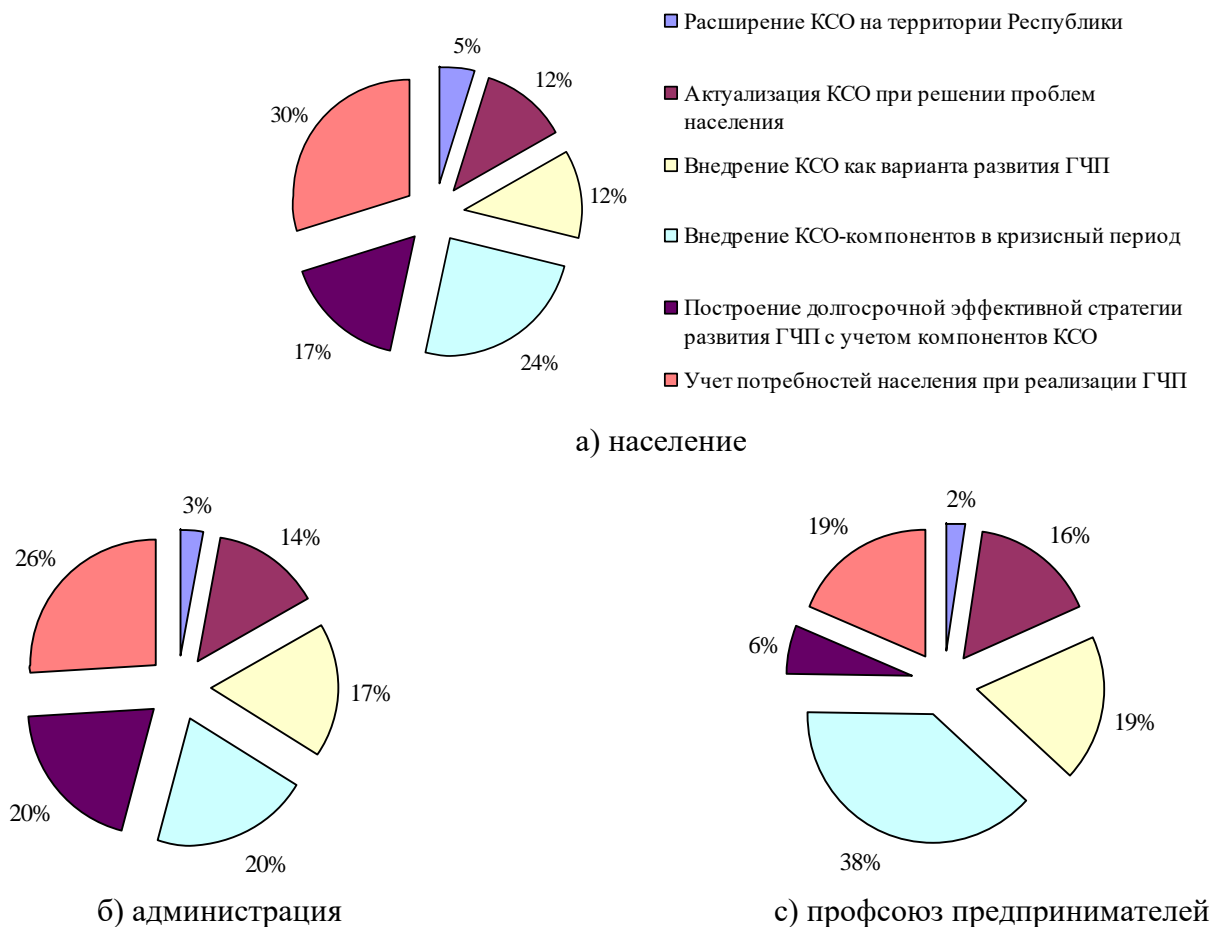 5%
12%
12%
24%
17%
30%
Расширение КСО на территории Республики
Актуализация КСО при решении проблем
населения
Внедрение КСО как варианта развития ГЧП
Внедрение КСО-компонентов в кризисный период
Построение долгосрочной эффективной стратегии
развития ГЧП с учетом компонентов КСО
Учет потребностей населения при реализации ГЧП
а) население
3%
14%
17%
20%
20%
26%
б) администрация
2%
16%
19%
38%
6%
19%
с) профсоюз предпринимателей